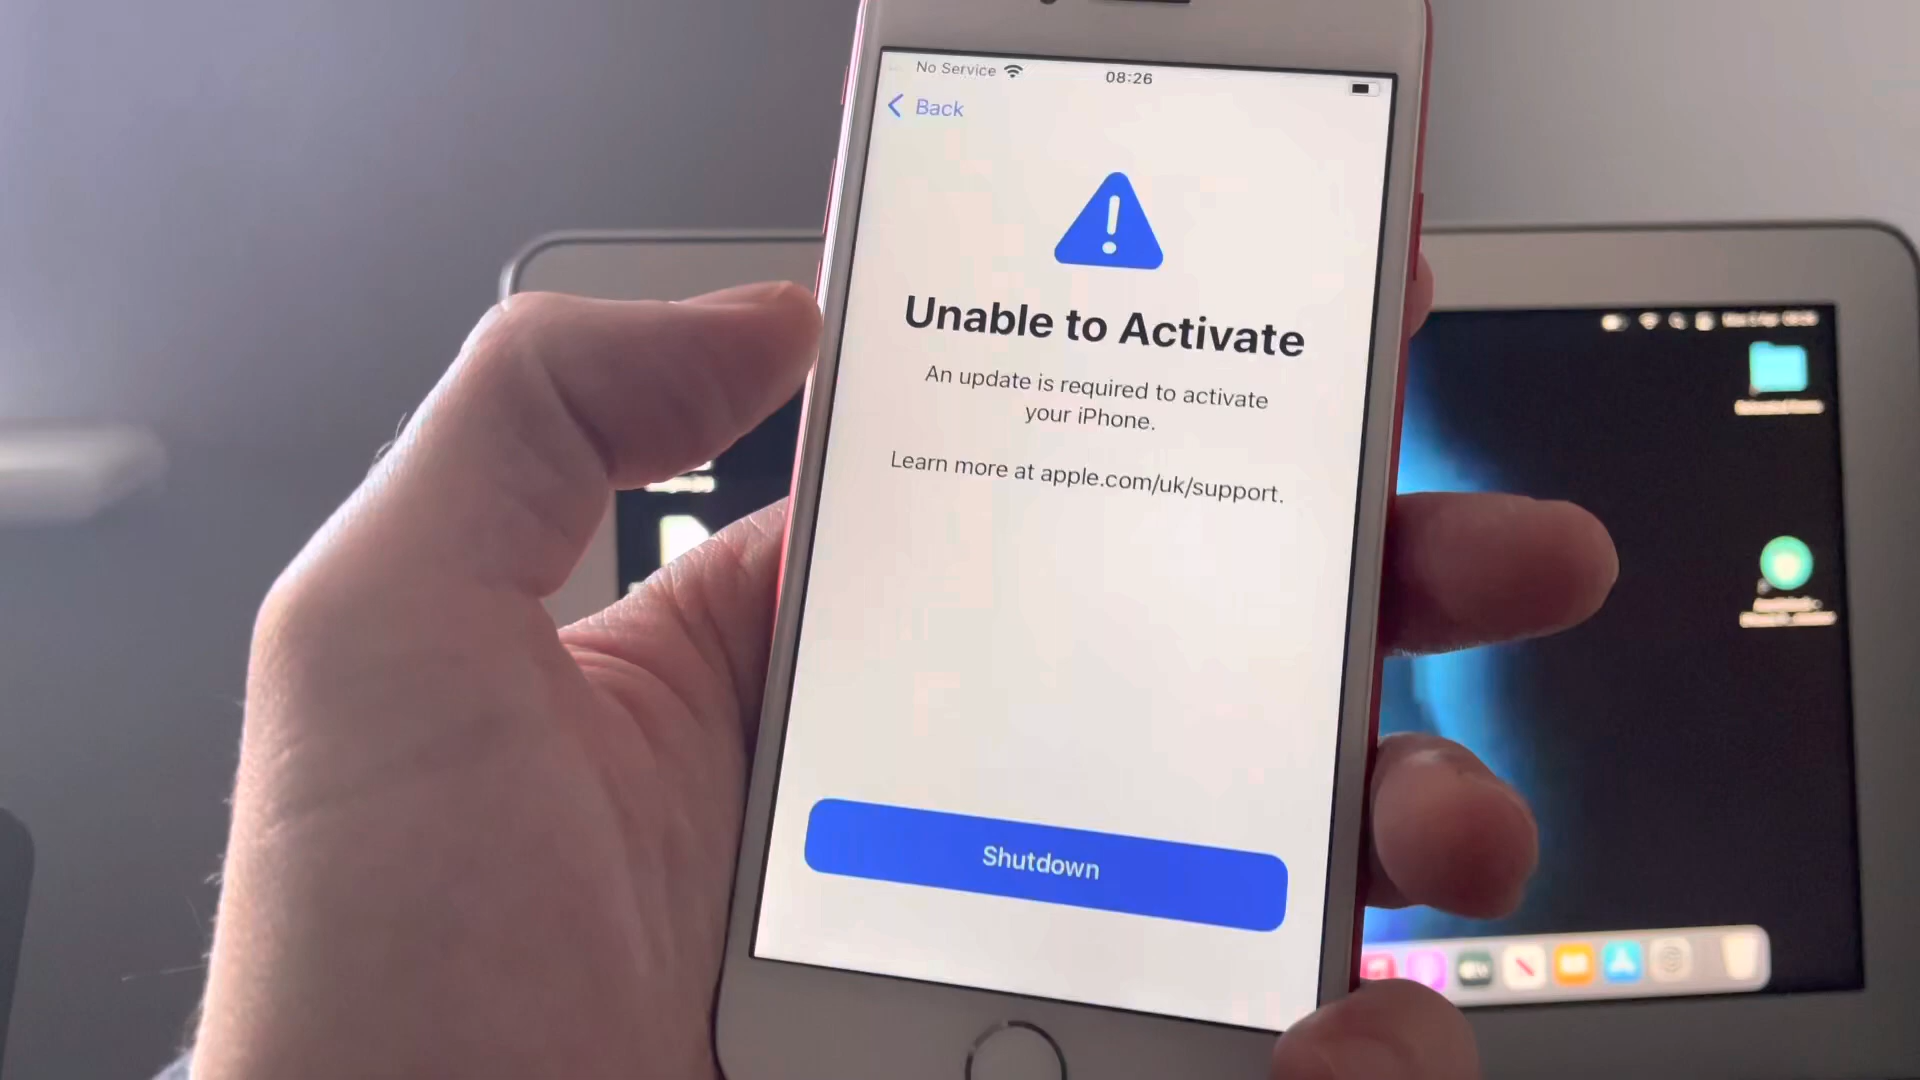 No Service
08:26
Back
Unable to Activate
An update is required to activate
your iPhone.
Learn more at apple.com/uk/support.
Shutdown